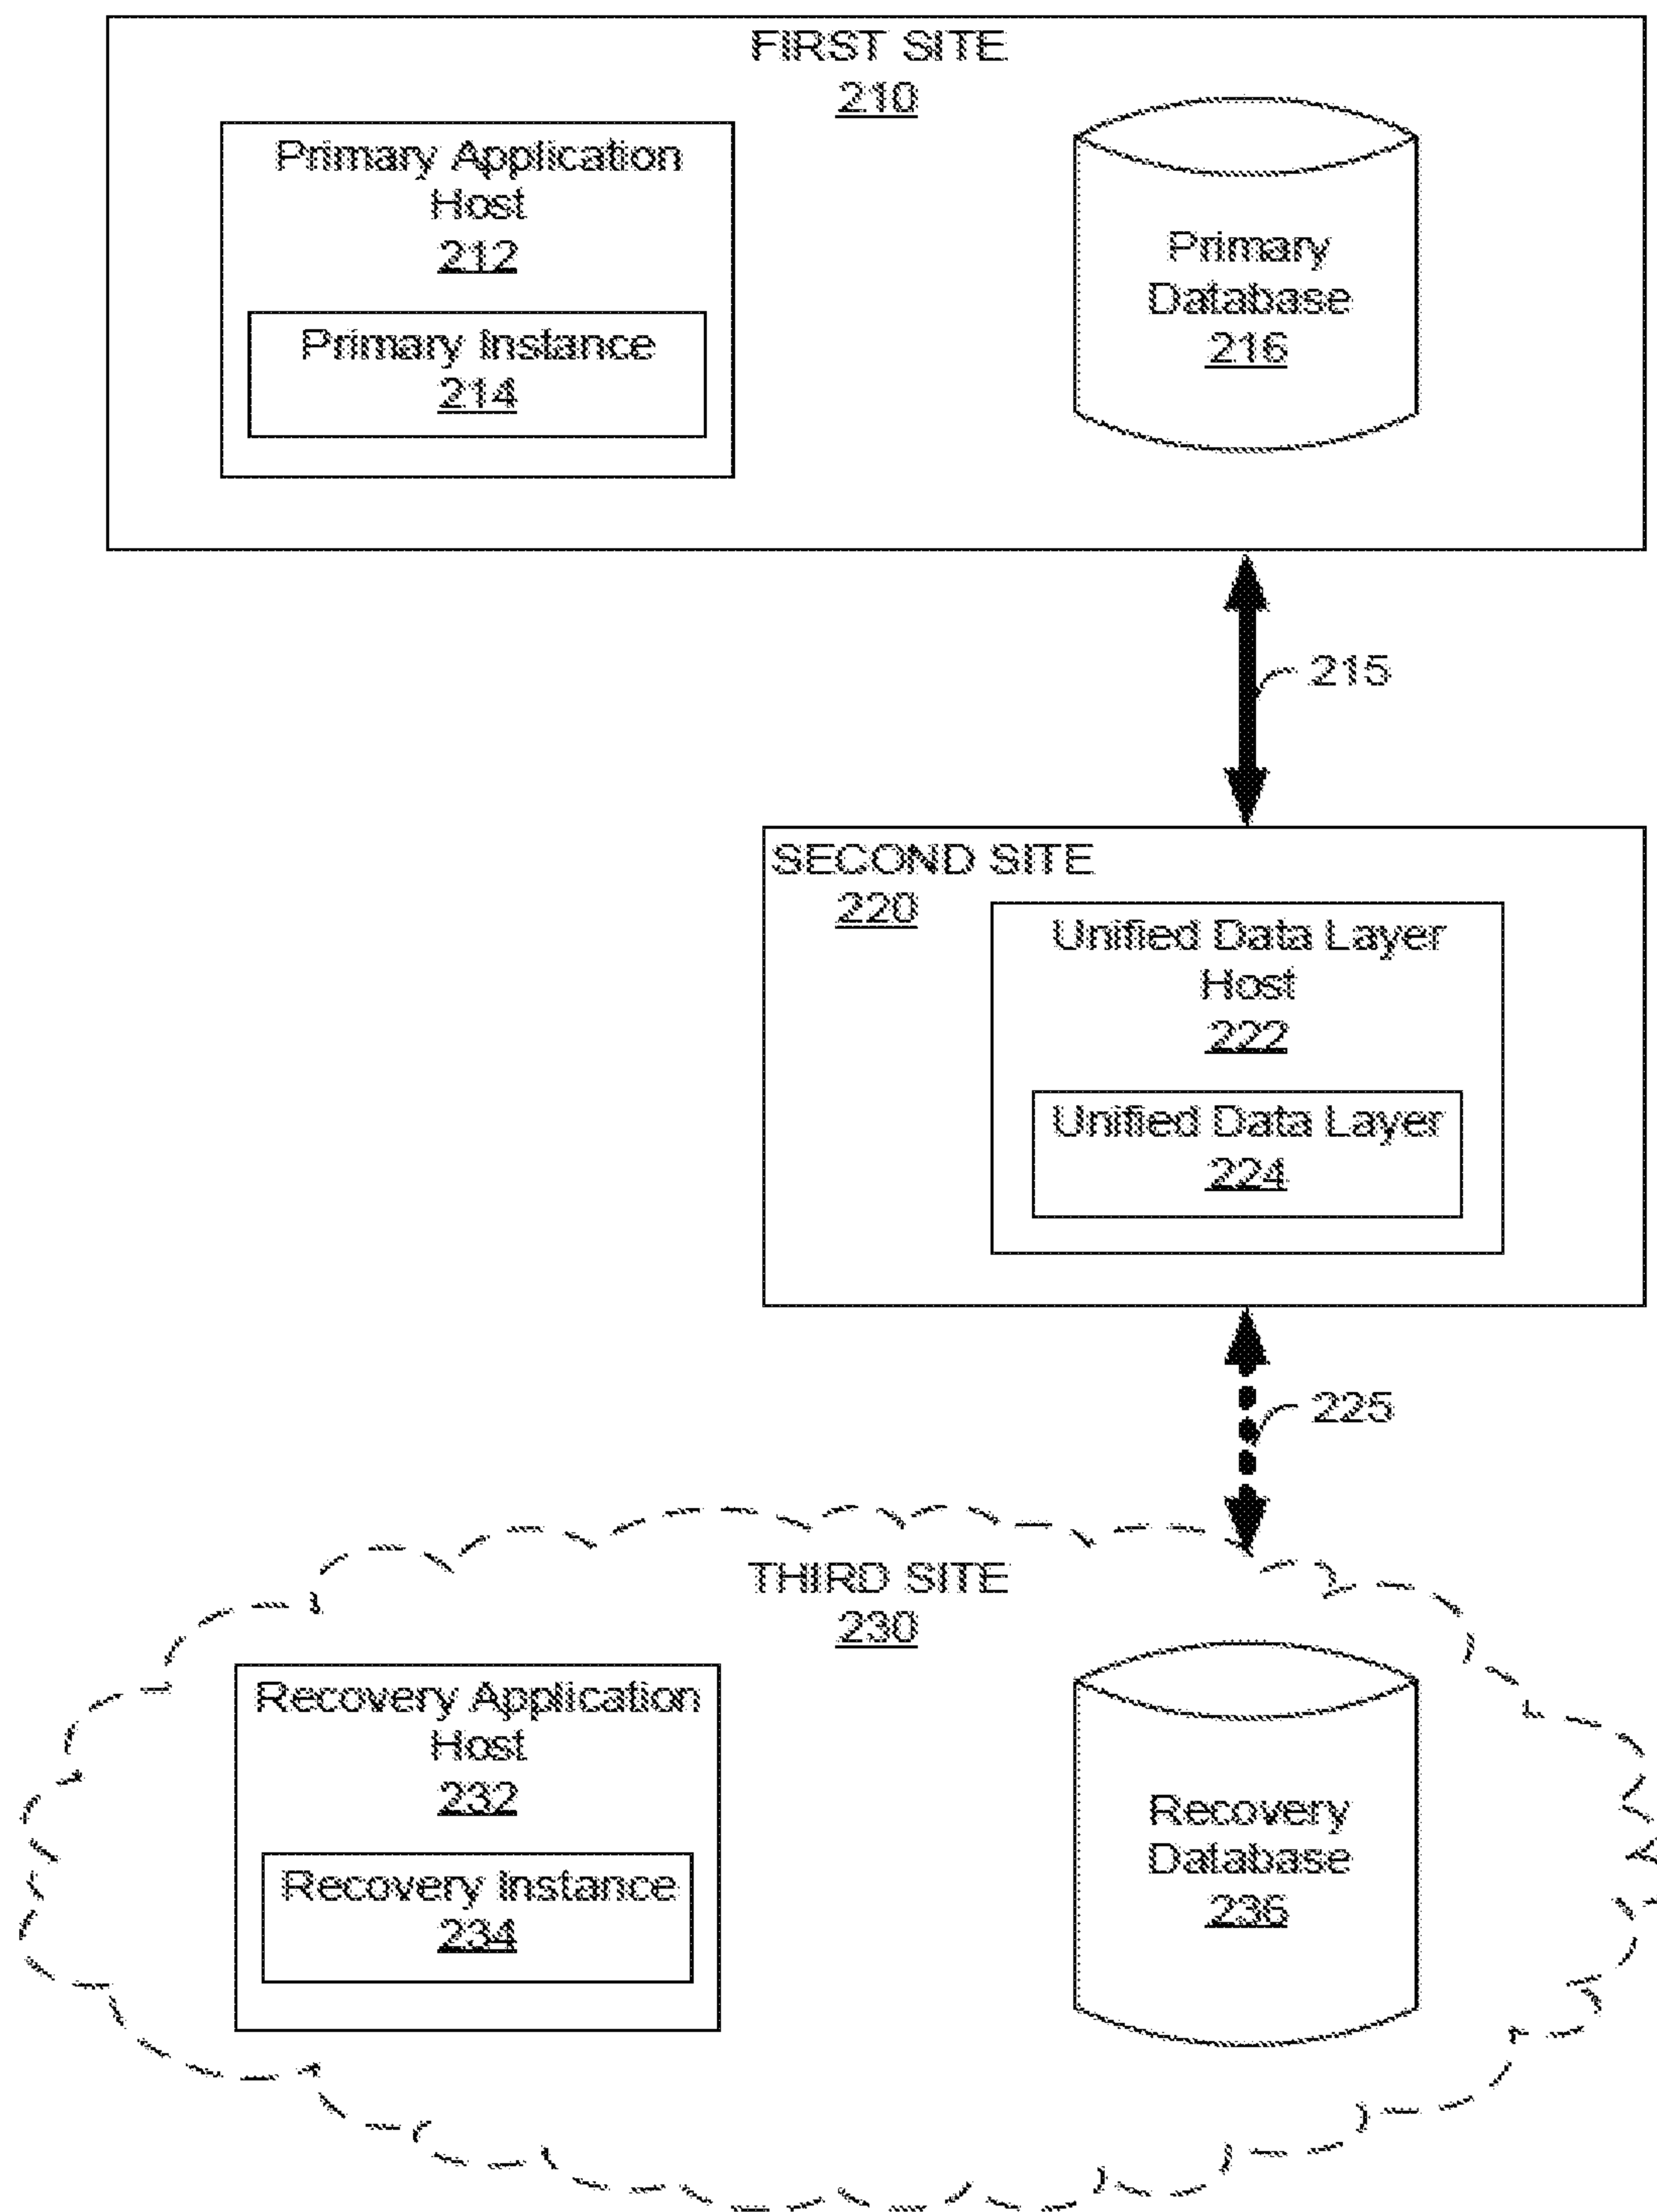 FIRST SITE
210
Primary Application
Host
212
Primary Instance
214
Primary
Database
216
215
SECOND SITE
220
Unified Data Layer
Host
222
Unified Data Layer
224
225
THIRD SITE
230
Recovery Application
Host
232
Recovery Instance
234
Recovery
Database
236